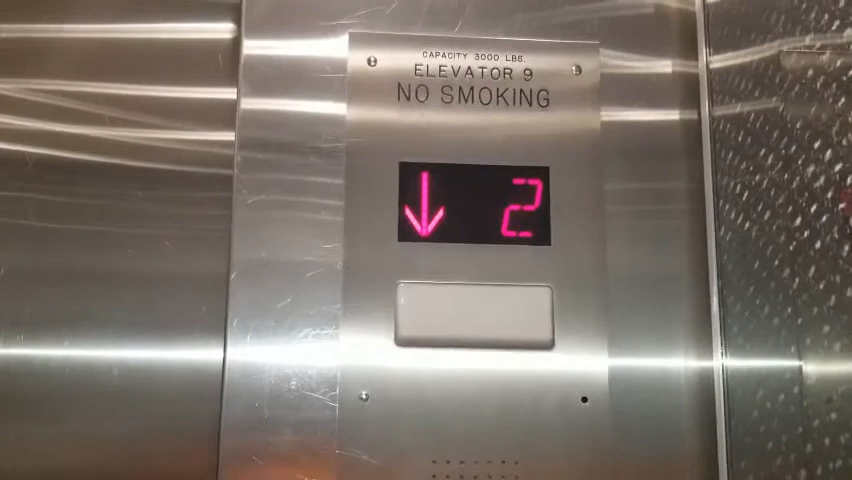 CAPACITY 3000 LBS.
ELEVATOR 9
NO SMOKING
↓ 2